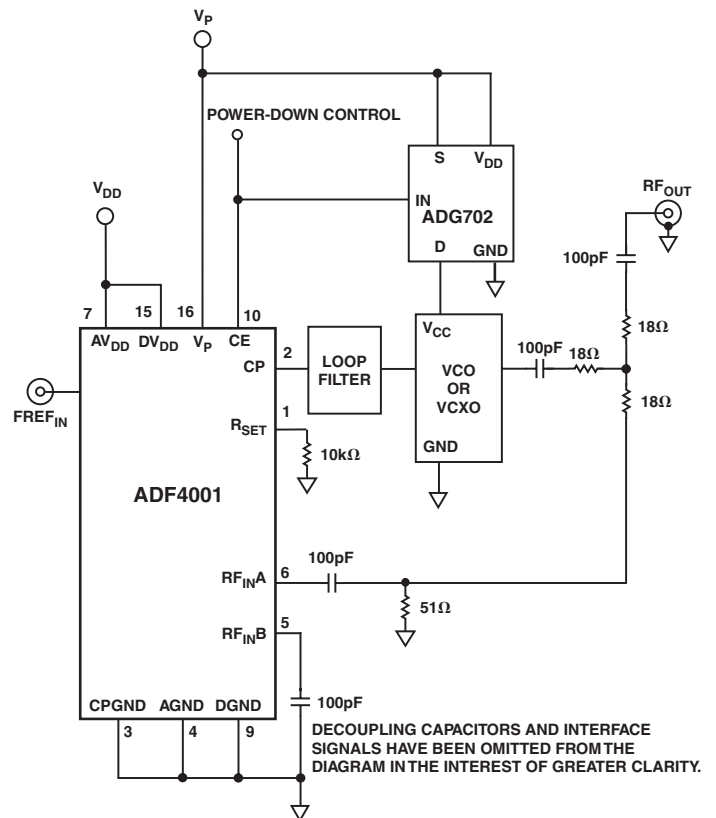 VP
POWER-DOWN CONTROL
S VDD
IN
ADG702
D GND
RFOUT
100pF
18Ω
VDD
7 15 16 10
AVDD DVDD VP CE
2
CP
LOOP
FILTER
VCC
VCO
OR
VCXO
GND
100pF
18Ω
18Ω
FREFIN
1
RSET
10kΩ
ADF4001
100pF
6
RFINA
51Ω
5
RFINB
100pF
CPGND AGND DGND
3 4 9
DECOUPLING CAPACITORS AND INTERFACE
SIGNALS HAVE BEEN OMITTED FROM THE
DIAGRAM IN THE INTEREST OF GREATER CLARITY.